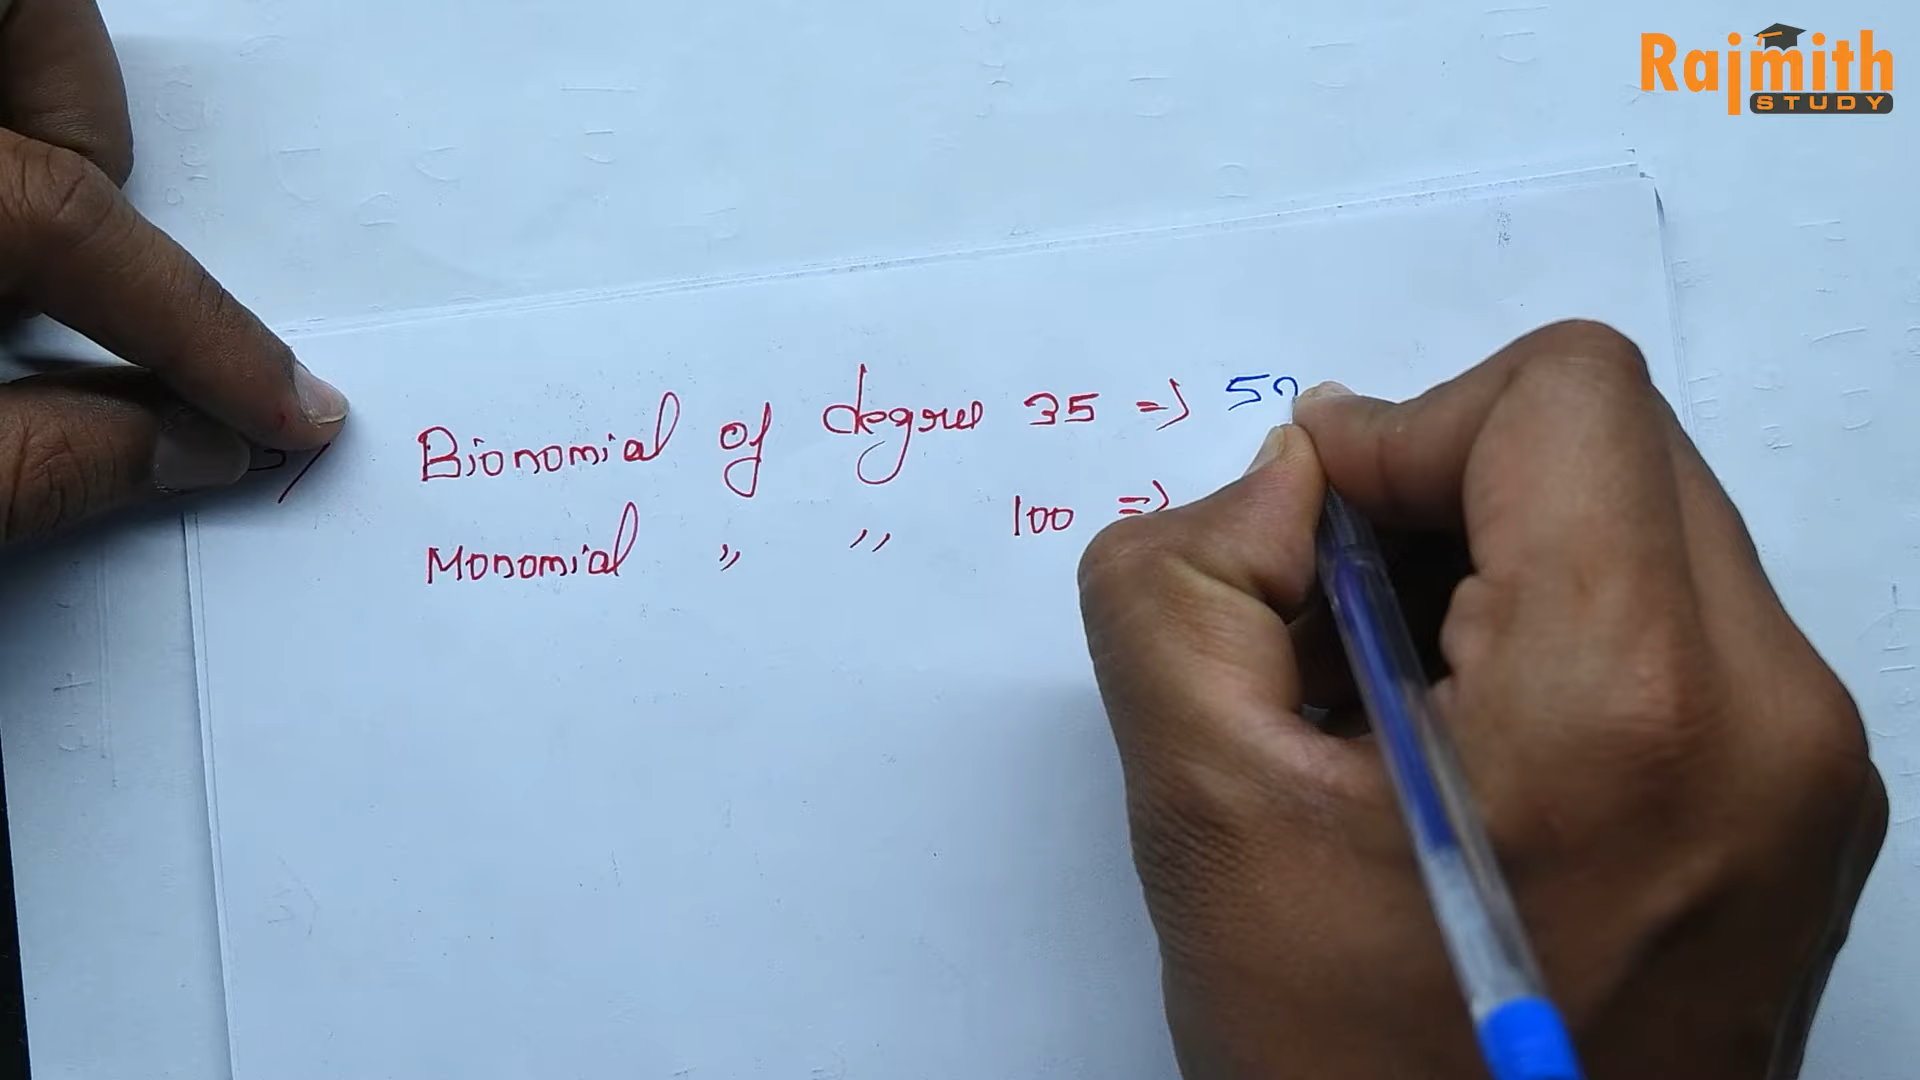 Rajmith
STUDY
Bionomial of degree 35 => 5
Monomial " " 100 =>